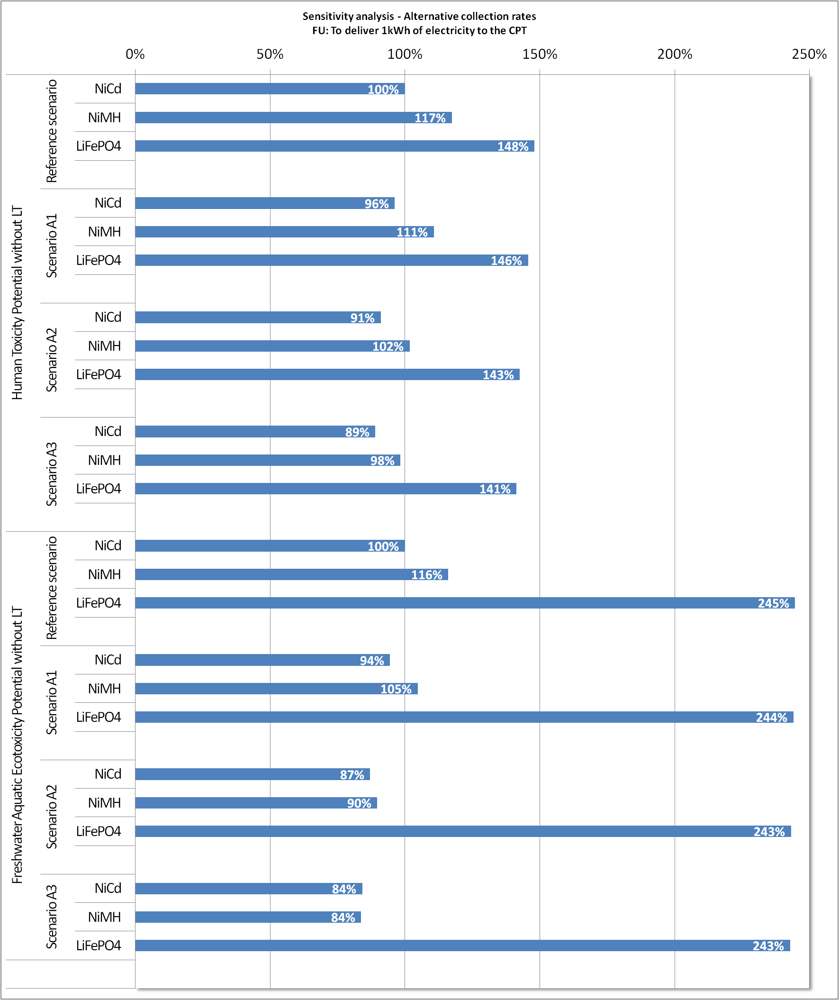 Sensitivity analysis - Alternative collection rates
FU: To deliver 1kWh of electricity to the CPT
0% 50% 100% 150% 200% 250%
Human Toxicity Potential without LT
Reference scenario
NiCd 100%
NiMH 117%
LiFePO4 148%
Scenario A1
NiCd 96%
NiMH 111%
LiFePO4 146%
Scenario A2
NiCd 91%
NiMH 102%
LiFePO4 143%
Scenario A3
NiCd 89%
NiMH 98%
LiFePO4 141%
Freshwater Aquatic Ecotoxicity Potential without LT
Reference scenario
NiCd 100%
NiMH 116%
LiFePO4 245%
Scenario A1
NiCd 94%
NiMH 105%
LiFePO4 244%
Scenario A2
NiCd 87%
NiMH 90%
LiFePO4 243%
Scenario A3
NiCd 84%
NiMH 84%
LiFePO4 243%